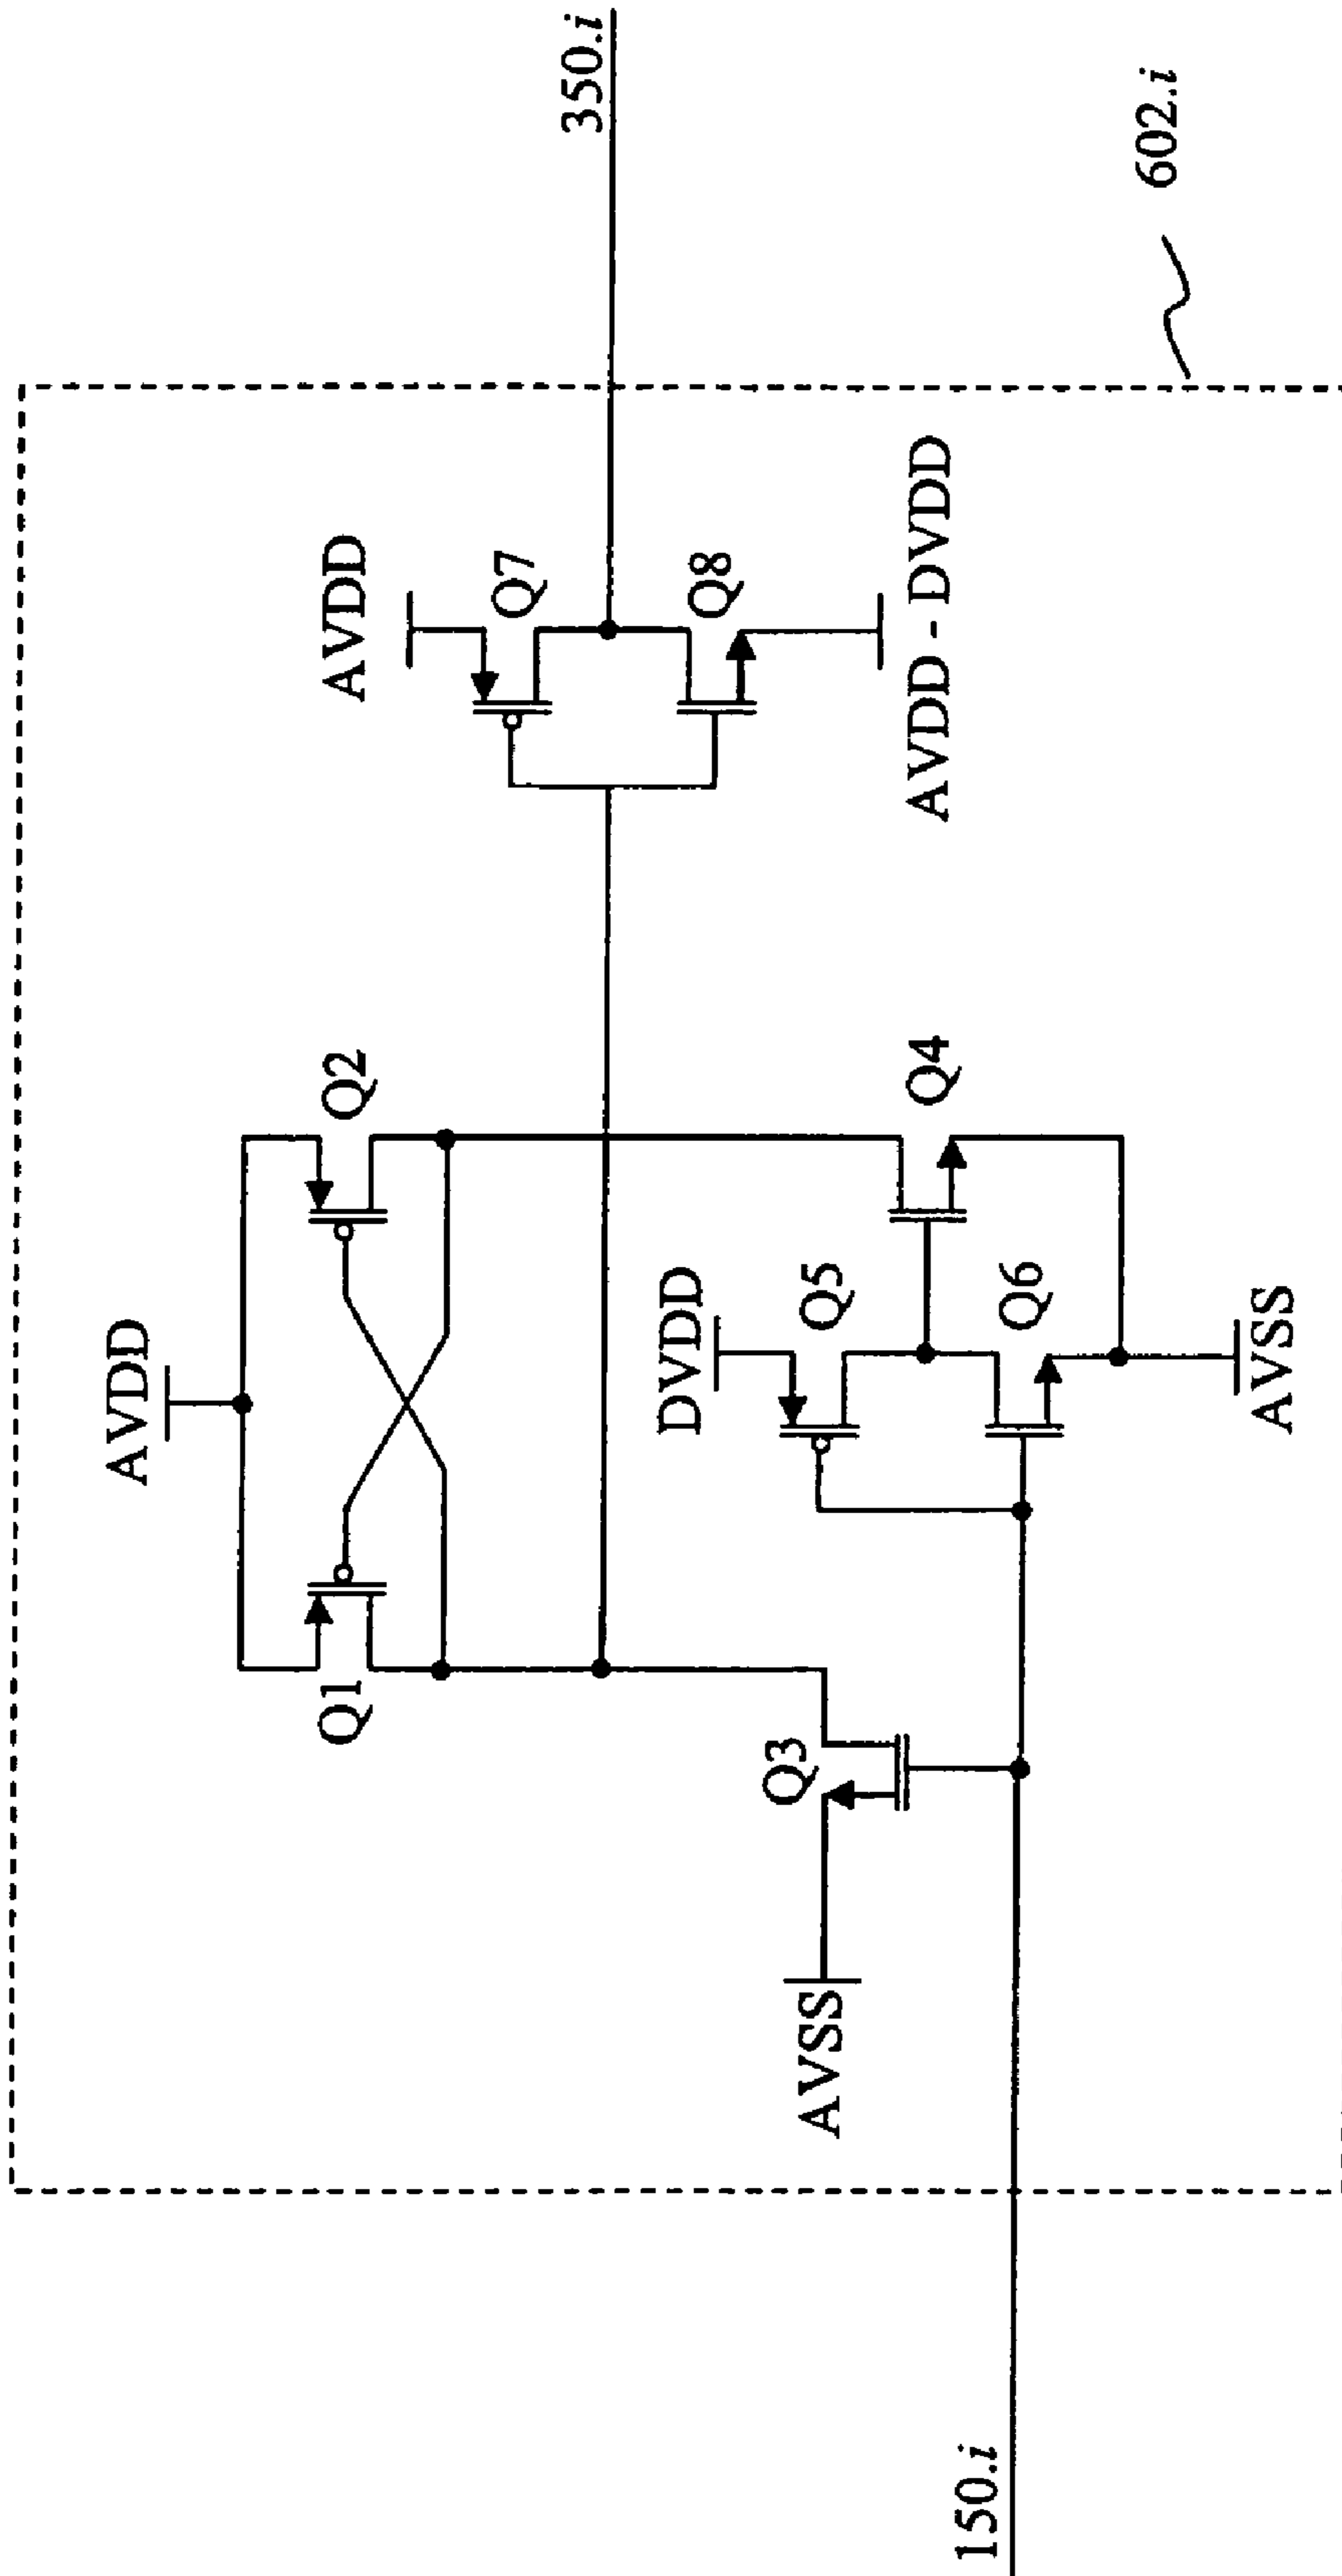 AVDD
Q1
Q2
AVDD
Q7
350.i
Q8
AVDD - DVDD
DVDD
Q5
Q3
Q4
AVSS
Q6
AVSS
150.i
602.i